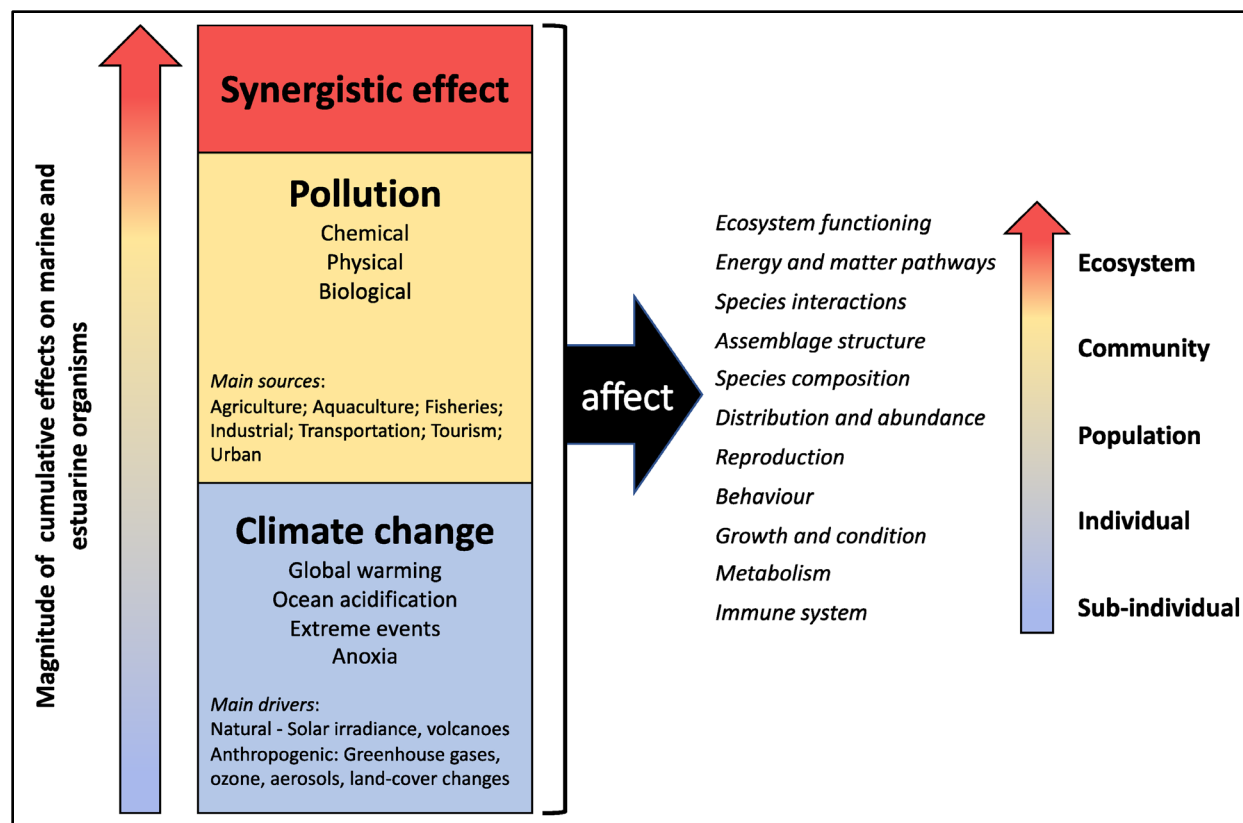 Magnitude of cumulative effects on marine and
estuarine organisms
Synergistic effect
Pollution
Chemical
Physical
Biological
Main sources:
Agriculture; Aquaculture; Fisheries;
Industrial; Transportation; Tourism;
Urban
Climate change
Global warming
Ocean acidification
Extreme events
Anoxia
Main drivers:
Natural - Solar irradiance, volcanoes
Anthropogenic: Greenhouse gases,
ozone, aerosols, land-cover changes
affect
Ecosystem functioning
Energy and matter pathways
Species interactions
Assemblage structure
Species composition
Distribution and abundance
Reproduction
Behaviour
Growth and condition
Metabolism
Immune system
Ecosystem
Community
Population
Individual
Sub-individual